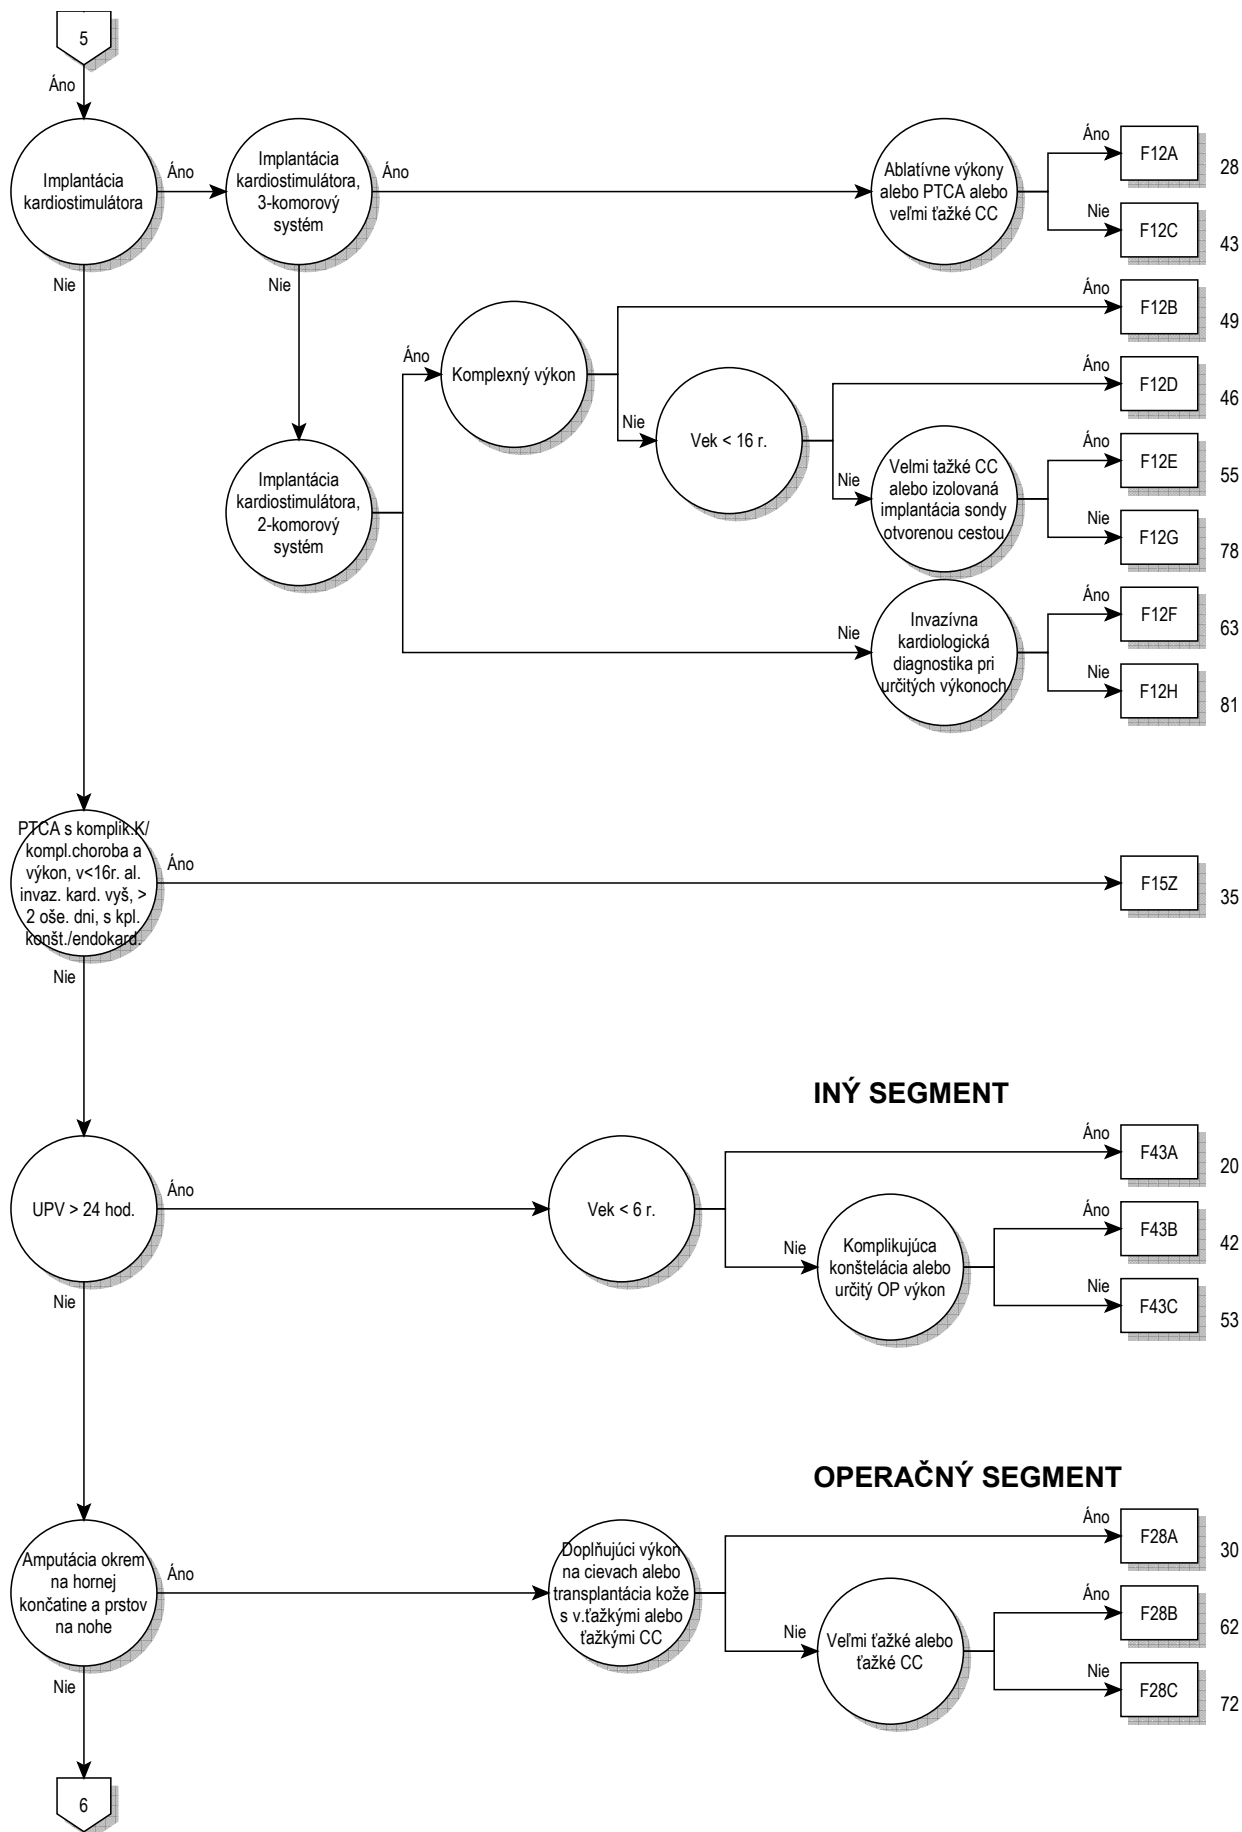 5
Áno
Implantácia
kardiostimulátora
Áno
Implantácia
kardiostimulátora,
3-komorový
systém
Áno
Ablatívne výkony
alebo PTCA alebo
veľmi ťažké CC
Áno
F12A
28
Nie
F12C
43
Nie
Nie
Áno
F12B
49
Áno
Komplexný výkon
Áno
F12D
46
Nie
Vek < 16 r.
Áno
F12E
55
Implantácia
kardiostimulátora,
2-komorový
systém
Nie
Velmi tažké CC
alebo izolovaná
implantácia sondy
otvorenou cestou
Nie
F12G
78
Áno
F12F
63
Nie
Invazívna
kardiologická
diagnostika pri
určitých výkonoch
Nie
F12H
81
PTCA s komplik.K/
kompl.choroba a
výkon, v<16r. al.
invaz. kard. vyš, >
2 oše. dni, s kpl.
konšt./endokard.
Áno
F15Z
35
Nie
INÝ SEGMENT
Áno
F43A
20
UPV > 24 hod.
Áno
Vek < 6 r.
Áno
F43B
42
Nie
Komplikujúca
konštelácia alebo
určitý OP výkon
Nie
F43C
53
Nie
OPERAČNÝ SEGMENT
Áno
F28A
30
Amputácia okrem
na hornej
končatine a prstov
na nohe
Áno
Doplňujúci výkon
na cievach alebo
transplantácia kože
s v.ťažkými alebo
ťažkými CC
Áno
F28B
62
Nie
Veľmi ťažké alebo
ťažké CC
Nie
F28C
72
Nie
6